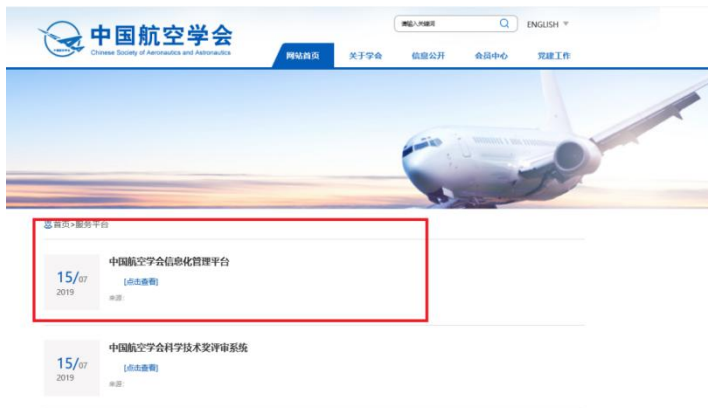 中国航空学会
Chinese Society of Aeronautics and Astronautics
请输入关键词
ENGLISH
网站首页
关于学会
信息公开
会员中心
党建工作
首页>服务平台
15/07
2019
中国航空学会信息化管理平台
[点击查看]
来源:
15/07
2019
中国航空学会科学技术奖评审系统
[点击查看]
来源: